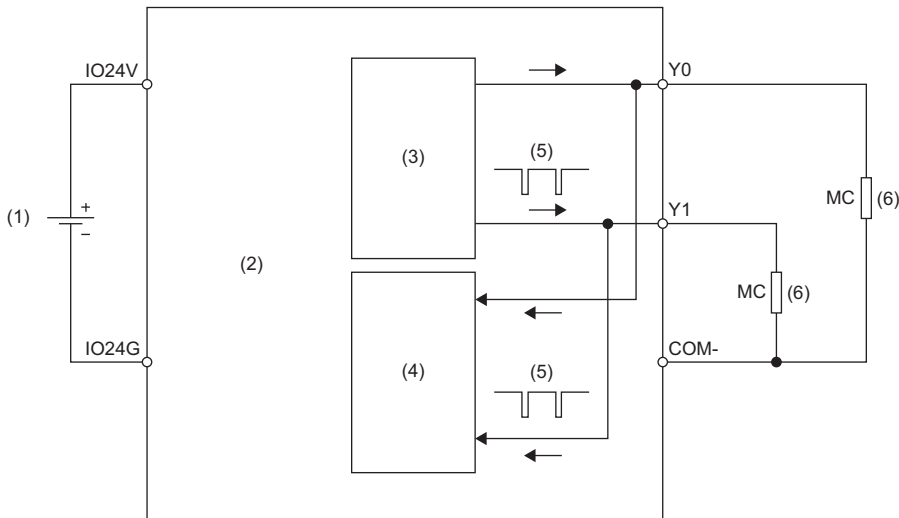 IO24V
Y0
(3)
(5)
MC (6)
(1)
+
−
Y1
(2)
MC (6)
IO24G
COM-
(4)
(5)